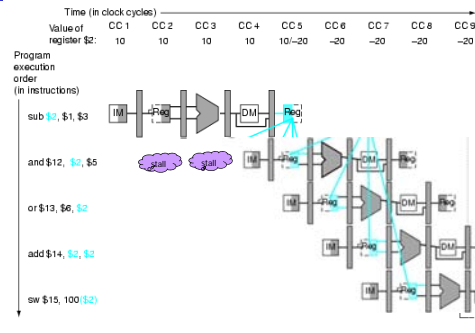 Time (in clock cycles)
CC 1 CC 2 CC 3 CC 4 CC 5 CC 6 CC 7 CC 8 CC 9
Value of
register $2: 10 10 10 10 10/–20 –20 –20 –20 –20
Program
execution
order
(in instructions)
sub $2, $1, $3
IM Reg DM Reg
and $12, $2, $5
stall stall IM Reg DM Reg
or $13, $6, $2
IM Reg DM Reg
add $14, $2, $2
IM Reg DM
sw $15, 100($2)
IM Reg